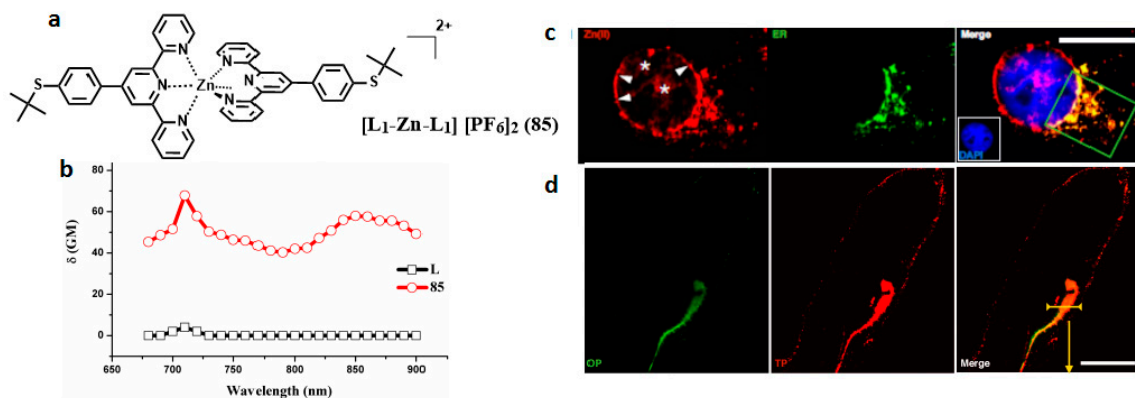 a
2+
N
N
S
N
Zn
N
S
N
N
[L1-Zn-L1] [PF6]2 (85)
b
80
60
40
20
0
δ (GM)
L
85
650
700
750
800
850
900
Wavelength (nm)
c
Zn(II)
ER
Merge
*
*
DAPI
d
OP
TP
Merge